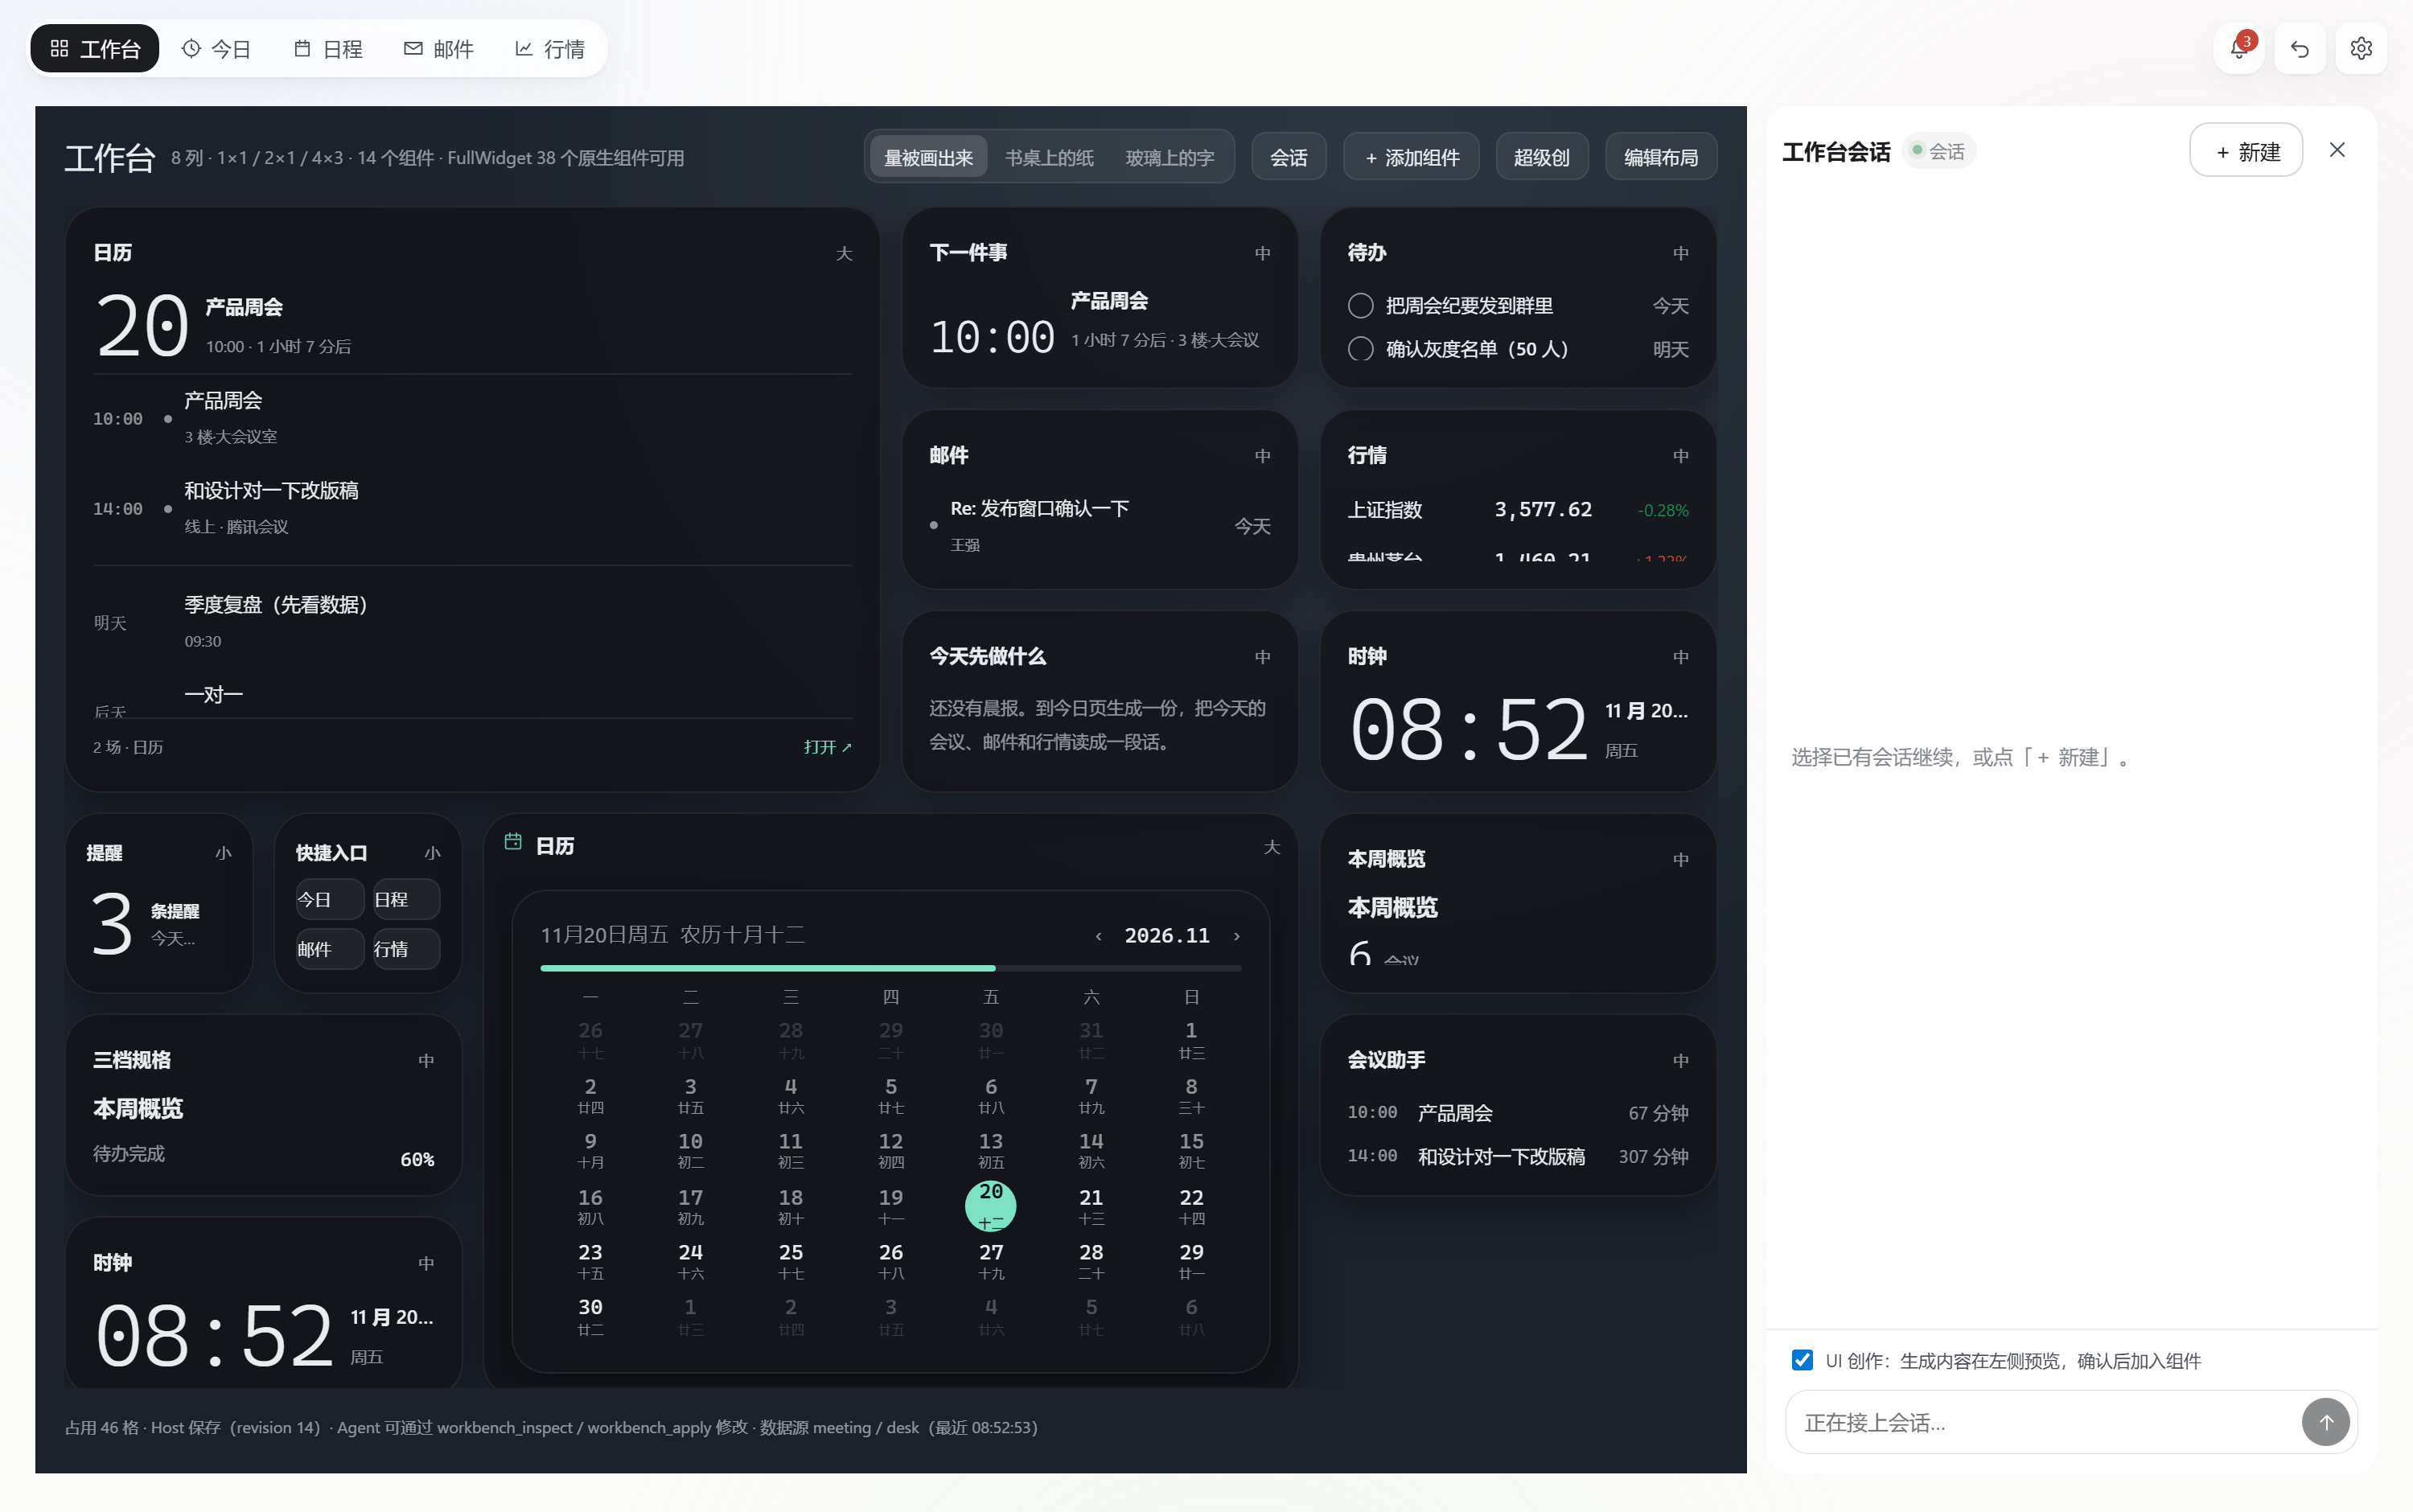 工作台 今日 日程 邮件 行情
3
工作台 8 列 · 1×1 / 2×1 / 4×3 · 14 个组件 · FullWidget 38 个原生组件可用
量被画出来 书桌上的纸 玻璃上的字 会话 + 添加组件 超级创 编辑布局
日历 大
20 产品周会
10:00 · 1 小时 7 分后
10:00 产品周会
3 楼·大会议室
14:00 和设计对一下改版稿
线上 · 腾讯会议
明天 季度复盘（先看数据）
09:30
后天 一对一
2 场 · 日历 打开 ↗
下一件事 中
10:00 产品周会
1 小时 7 分后 · 3 楼·大会议
待办 中
把周会纪要发到群里 今天
确认灰度名单（50 人） 明天
邮件 中
Re: 发布窗口确认一下
王强
今天
行情 中
上证指数 3,577.62 -0.28%
贵州茅台 1,460.21 +1.22%
今天先做什么 中
还没有晨报。到今日页生成一份，把今天的
会议、邮件和行情读成一段话。
时钟 中
08:52 11 月 20...
周五
提醒 小
3 条提醒
今天...
快捷入口 小
今日 日程
邮件 行情
三档规格 中
本周概览
待办完成 60%
时钟 中
08:52 11 月 20...
周五
日历 大
11月20日周五 农历十月十二 ‹ 2026.11 ›
一 二 三 四 五 六 日
26 27 28 29 30 31 1
十七 十八 十九 二十 廿一 廿二 廿三
2 3 4 5 6 7 8
廿四 廿五 廿六 廿七 廿八 廿九 三十
9 10 11 12 13 14 15
十月 初二 初三 初四 初五 初六 初七
16 17 18 19 20 21 22
初八 初九 初十 十一 十二 十三 十四
23 24 25 26 27 28 29
十五 十六 十七 十八 十九 二十 廿一
30 1 2 3 4 5 6
廿二 廿三 廿四 廿五 廿六 廿七 廿八
本周概览 中
本周概览
6 会议
会议助手 中
10:00 产品周会 67 分钟
14:00 和设计对一下改版稿 307 分钟
占用 46 格 · Host 保存（revision 14） · Agent 可通过 workbench_inspect / workbench_apply 修改 · 数据源 meeting / desk（最近 08:52:53）
工作台会话 会话 + 新建
选择已有会话继续，或点「 + 新建」。
UI 创作：生成内容在左侧预览，确认后加入组件
正在接上会话...